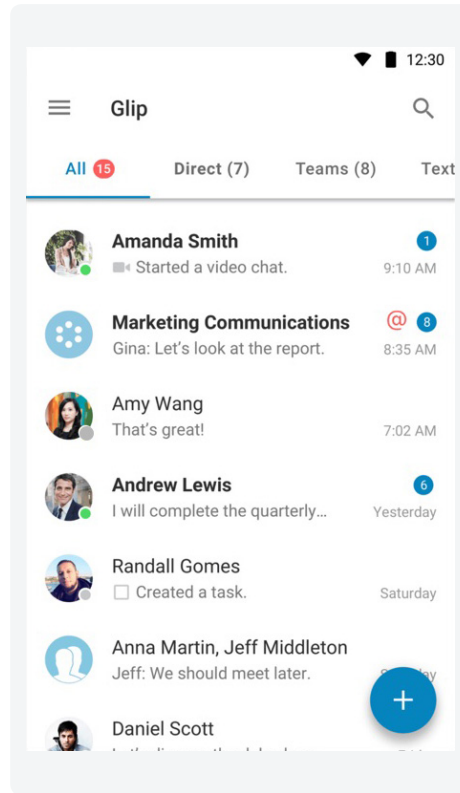 12:30
Glip
All 15 Direct (7) Teams (8) Text
Amanda Smith 1
Started a video chat. 9:10 AM
Marketing Communications @ 8
Gina: Let's look at the report. 8:35 AM
Amy Wang
That's great! 7:02 AM
Andrew Lewis 6
I will complete the quarterly... Yesterday
Randall Gomes
Created a task. Saturday
Anna Martin, Jeff Middleton
Jeff: We should meet later.
+
Daniel Scott